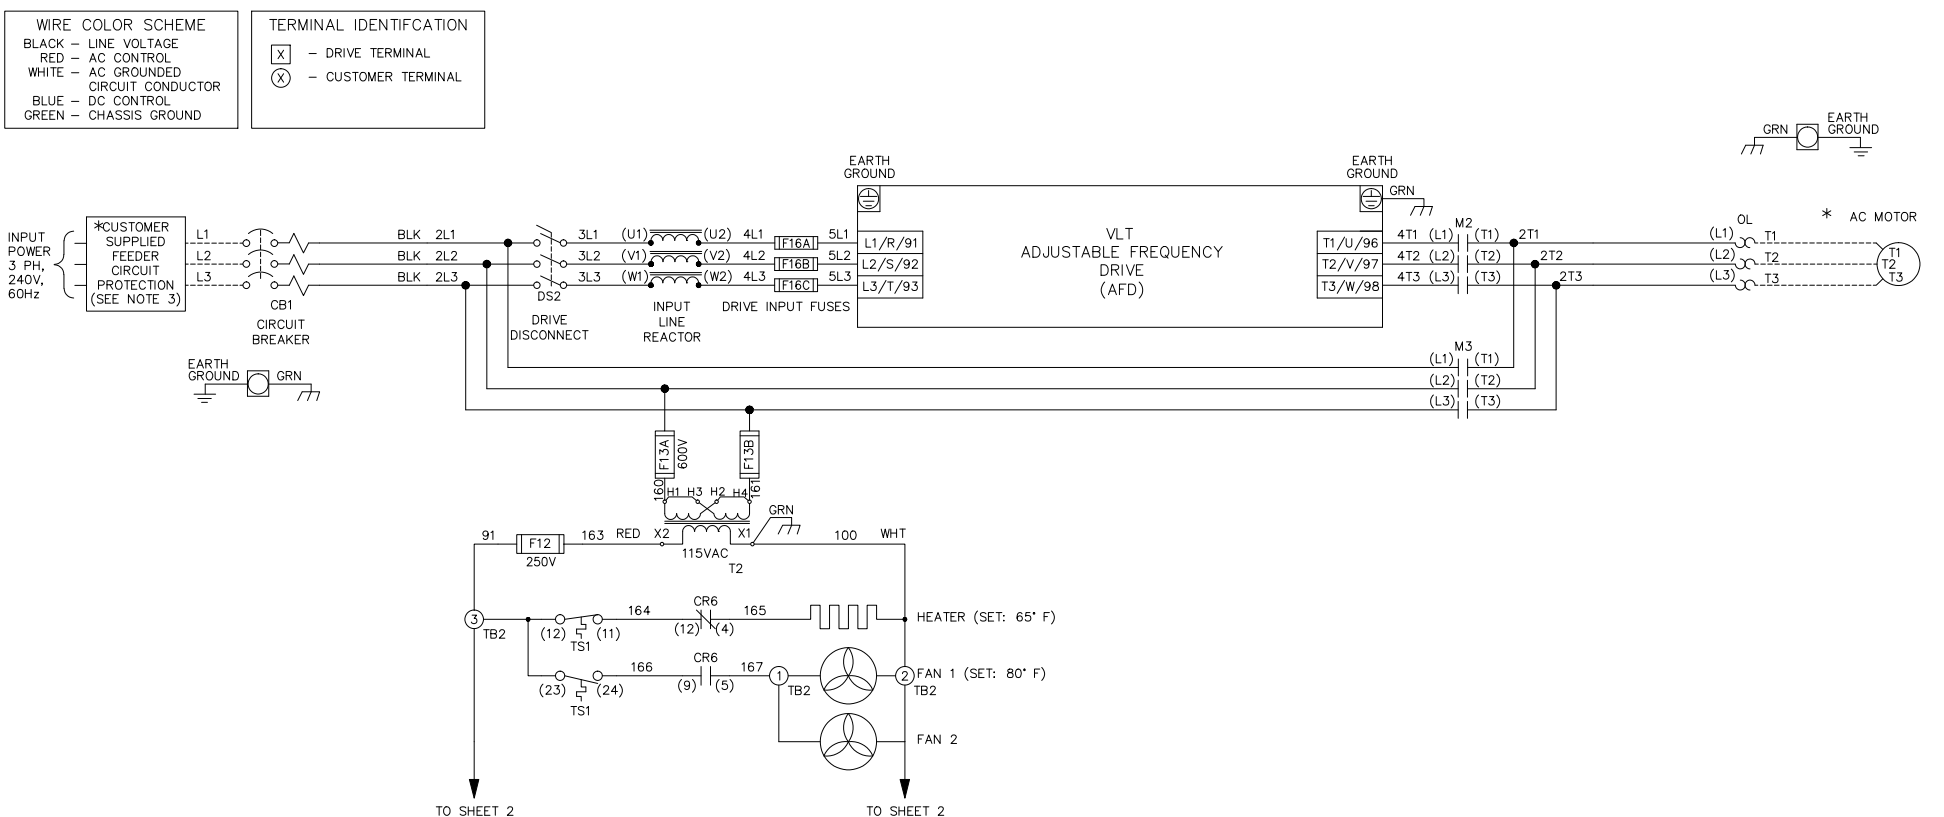 WIRE COLOR SCHEME
BLACK – LINE VOLTAGE
RED – AC CONTROL
WHITE – AC GROUNDED
CIRCUIT CONDUCTOR
BLUE – DC CONTROL
GREEN – CHASSIS GROUND
TERMINAL IDENTIFCATION
X – DRIVE TERMINAL
X – CUSTOMER TERMINAL
INPUT
POWER
3 PH,
240V,
60Hz
*CUSTOMER
SUPPLIED
FEEDER
CIRCUIT
PROTECTION
(SEE NOTE 3)
L1
L2
L3
CB1
CIRCUIT
BREAKER
EARTH
GROUND
GRN
BLK 2L1
BLK 2L2
BLK 2L3
DS2
DRIVE
DISCONNECT
3L1
3L2
3L3
(U1) (U2)
(V1) (V2)
(W1) (W2)
INPUT
LINE
REACTOR
4L1
4L2
4L3
F16A
F16B
F16C
DRIVE INPUT FUSES
5L1
5L2
5L3
EARTH
GROUND
L1/R/91
L2/S/92
L3/T/93
VLT
ADJUSTABLE FREQUENCY
DRIVE
(AFD)
EARTH
GROUND
GRN
T1/U/96
T2/V/97
T3/W/98
M2
4T1 (L1) (T1) 2T1
4T2 (L2) (T2) 2T2
4T3 (L3) (T3) 2T3
M3
(L1) (T1)
(L2) (T2)
(L3) (T3)
GRN
EARTH
GROUND
OL
(L1) T1
(L2) T2
(L3) T3
* AC MOTOR
T1
T2
T3
F13A
600V
F13B
160
161
H1 H3 H2 H4
GRN
91
F12
250V
163 RED X2
X1
115VAC
T2
100 WHT
3
TB2
(12) (11)
TS1
164
CR6
(12) (4)
165
HEATER (SET: 65° F)
(23) (24)
TS1
166
CR6
(9) (5)
167
1
TB2
2
TB2
FAN 1 (SET: 80° F)
FAN 2
TO SHEET 2
TO SHEET 2